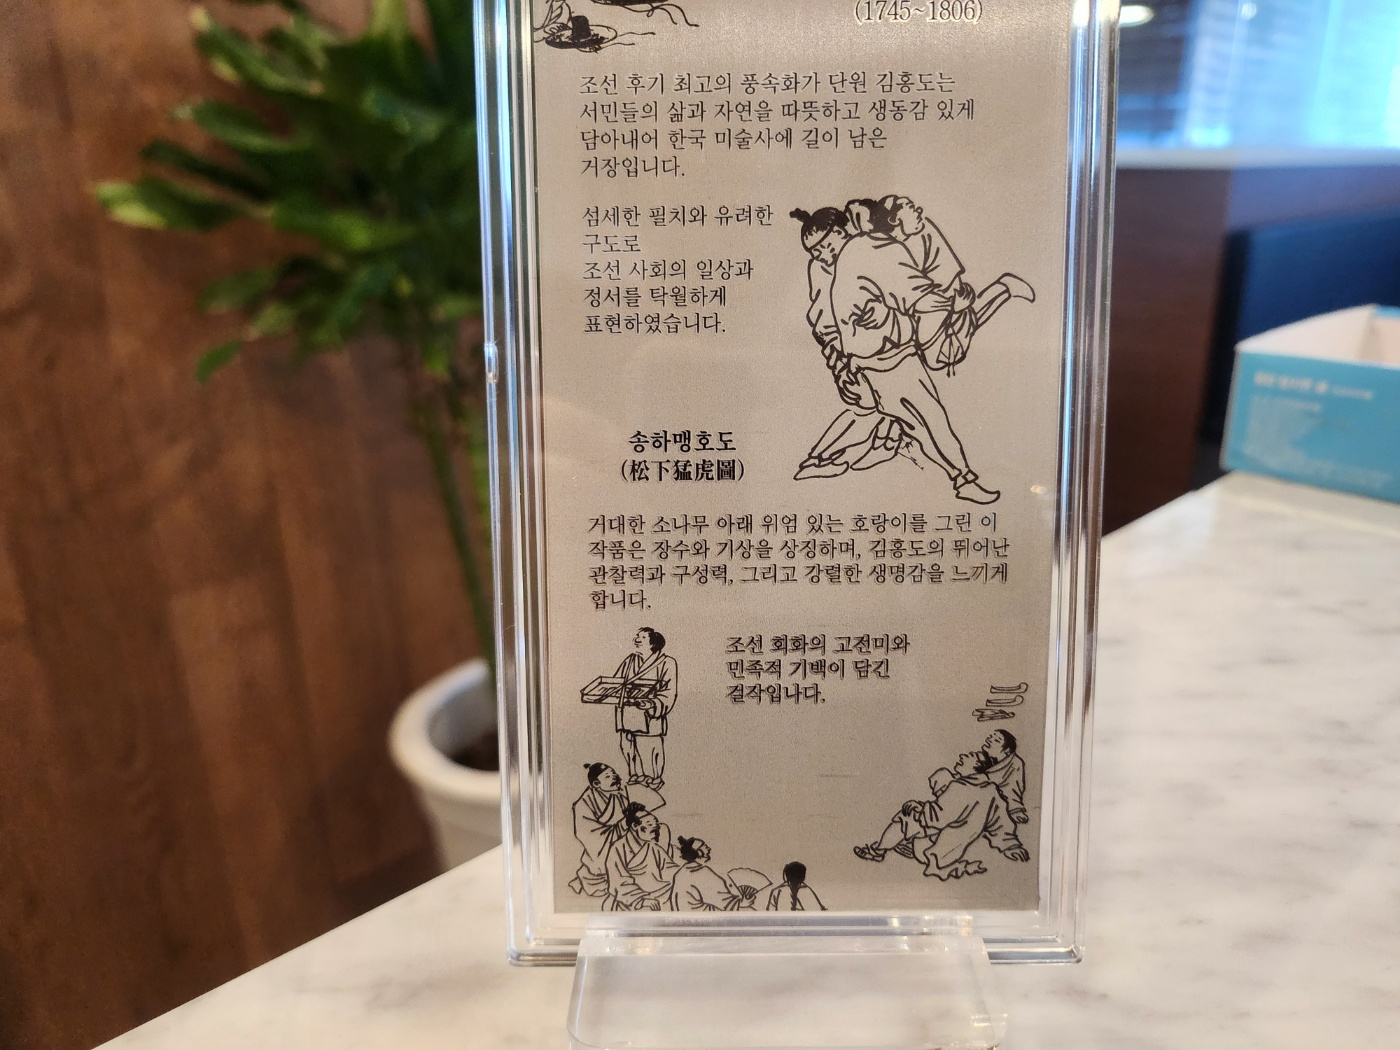 (1745~1806)
조선 후기 최고의 풍속화가 단원 김홍도는
서민들의 삶과 자연을 따뜻하고 생동감 있게
담아내어 한국 미술사에 길이 남은
거장입니다.
섬세한 필치와 유려한
구도로
조선 사회의 일상과
정서를 탁월하게
표현하였습니다.
송하맹호도
(松下猛虎圖)
거대한 소나무 아래 위엄 있는 호랑이를 그린 이
작품은 장수와 기상을 상징하며, 김홍도의 뛰어난
관찰력과 구성력, 그리고 강렬한 생명감을 느끼게
합니다.
조선 회화의 고전미와
민족적 기백이 담긴
걸작입나다.